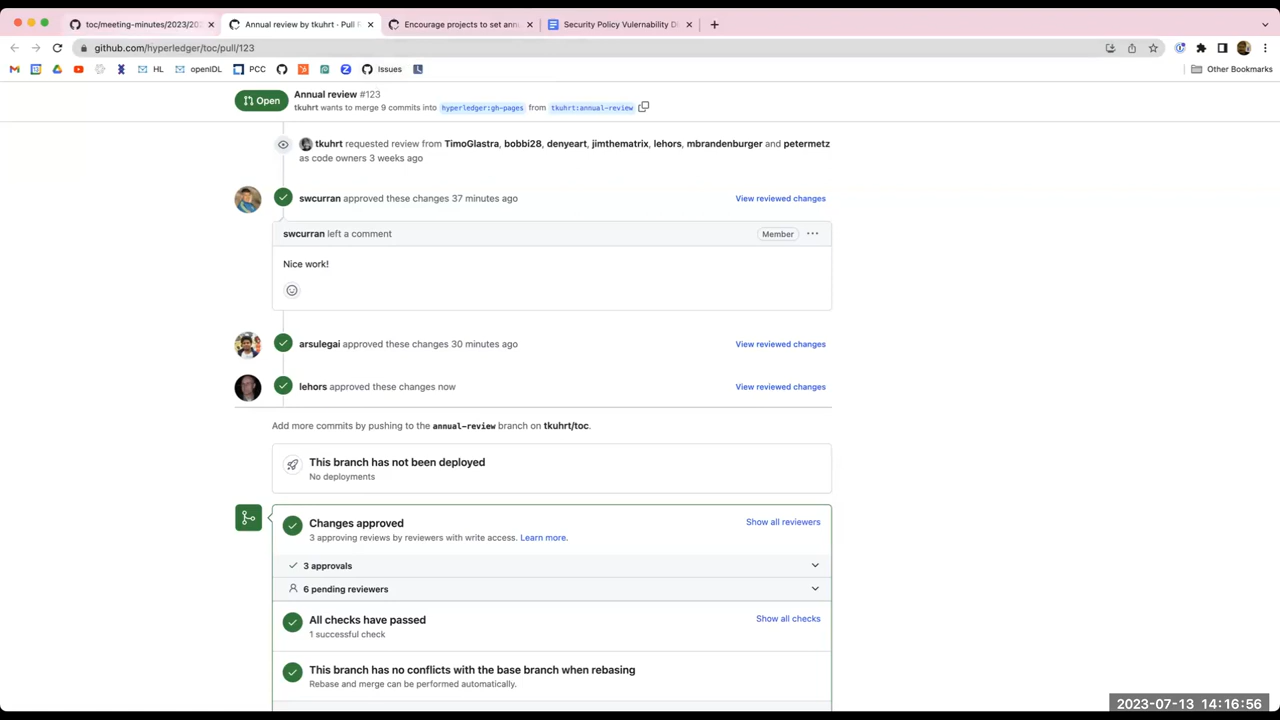 toc/meeting-minutes/2023/202
Annual review by tkuhrt · Pull R
Encourage projects to set ann
Security Policy Vulernability Di
github.com/hyperledger/toc/pull/123
HL
openIDL
PCC
Issues
Other Bookmarks
Open
Annual review #123
tkuhrt wants to merge 9 commits into hyperledger:gh-pages from tkuhrt:annual-review
tkuhrt requested review from TimoGlastra, bobbi28, denyeart, jimthematrix, lehors, mbrandenburger and petermetz
as code owners 3 weeks ago
swcurran approved these changes 37 minutes ago
View reviewed changes
swcurran left a comment
Member
Nice work!
arsulegai approved these changes 30 minutes ago
View reviewed changes
lehors approved these changes now
View reviewed changes
Add more commits by pushing to the annual-review branch on tkuhrt/toc.
This branch has not been deployed
No deployments
Changes approved
Show all reviewers
3 approving reviews by reviewers with write access. Learn more.
3 approvals
6 pending reviewers
All checks have passed
Show all checks
1 successful check
This branch has no conflicts with the base branch when rebasing
Rebase and merge can be performed automatically.
2023-07-13 14:16:56